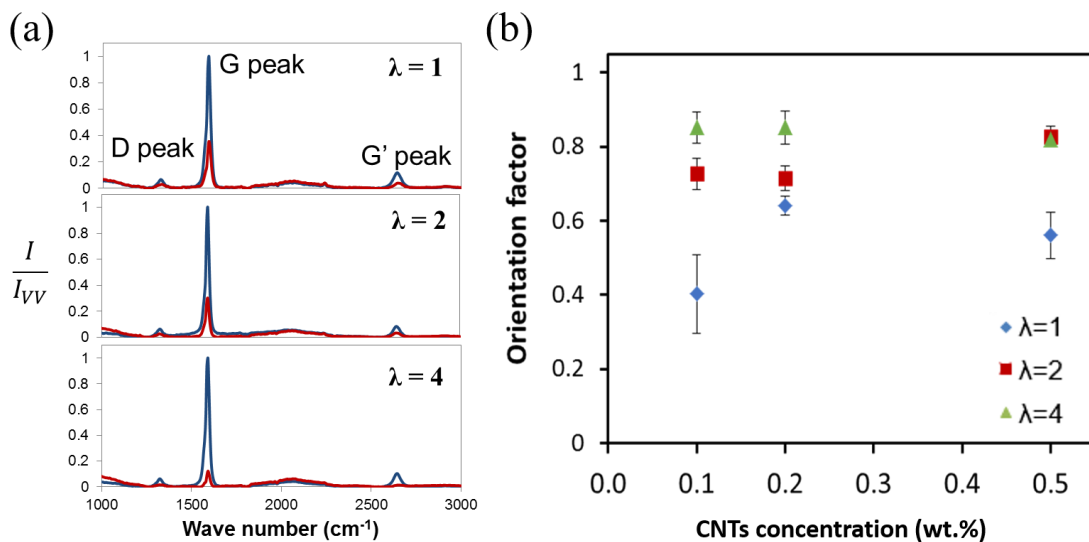 (a)
1
0.8
0.6
0.4
0.2
0
G peak
D peak
G' peak
λ = 1
1
0.8
0.6
0.4
0.2
0
λ = 2
1
0.8
0.6
0.4
0.2
0
λ = 4
1000 1500 2000 2500 3000
Wave number (cm⁻¹)
I
I_VV
(b)
1
0.8
0.6
0.4
0.2
0
Orientation factor
λ=1
λ=2
λ=4
0.0 0.1 0.2 0.3 0.4 0.5
CNTs concentration (wt.%)